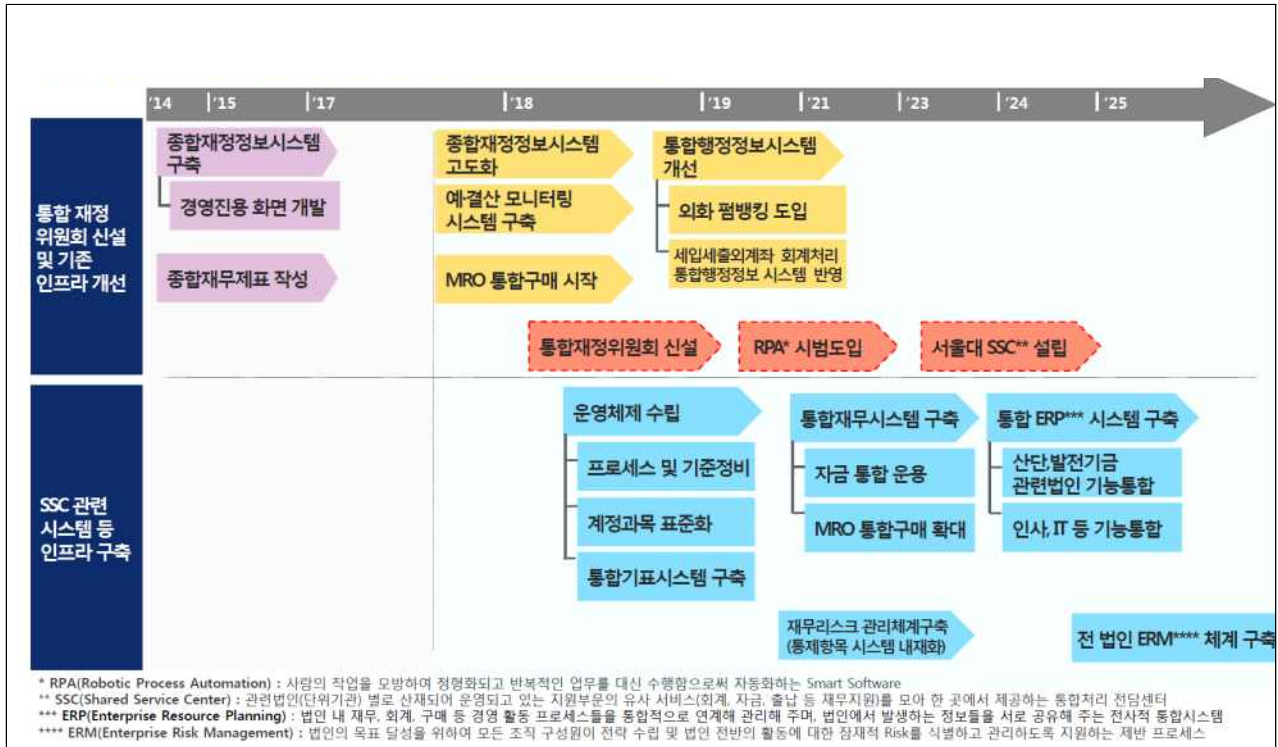 '14 '15 '17 '18 '19 '21 '23 '24 '25
통합 재정
위원회 신설
및 기존
인프라 개선
종합재정정보시스템
구축
경영진용 화면 개발
종합재무제표 작성
종합재정정보시스템
고도화
예·결산 모니터링
시스템 구축
MRO 통합구매 시작
통합행정정보시스템
개선
외화 펌뱅킹 도입
세입세출외계좌 회계처리
통합행정정보 시스템 반영
통합재정위원회 신설
RPA* 시범도입
서울대 SSC** 설립
SSC 관련
시스템 등
인프라 구축
운영체제 수립
프로세스 및 기준정비
계정과목 표준화
통합기표시스템 구축
통합재무시스템 구축
자금 통합 운용
MRO 통합구매 확대
통합 ERP*** 시스템 구축
산단,발전기금
관련법인 기능통합
인사, IT 등 기능통합
재무리스크 관리체계구축
(통제항목 시스템 내재화)
전 법인 ERM**** 체계 구축
* RPA(Robotic Process Automation) : 사람의 작업을 모방하여 정형화되고 반복적인 업무를 대신 수행함으로써 자동화하는 Smart Software
** SSC(Shared Service Center) : 관련법인(단위기관) 별로 산재되어 운영되고 있는 지원부문의 유사 서비스(회계, 자금, 출납 등 재무지원)를 모아 한 곳에서 제공하는 통합처리 전담센터
*** ERP(Enterprise Resource Planning) : 법인 내 재무, 회계, 구매 등 경영 활동 프로세스들을 통합적으로 연계해 관리해 주며, 법인에서 발생하는 정보들을 서로 공유해 주는 전사적 통합시스템
**** ERM(Enterprise Risk Management) : 법인의 목표 달성을 위하여 모든 조직 구성원이 전략 수립 및 법인 전반의 활동에 대한 잠재적 Risk를 식별하고 관리하도록 지원하는 제반 프로세스